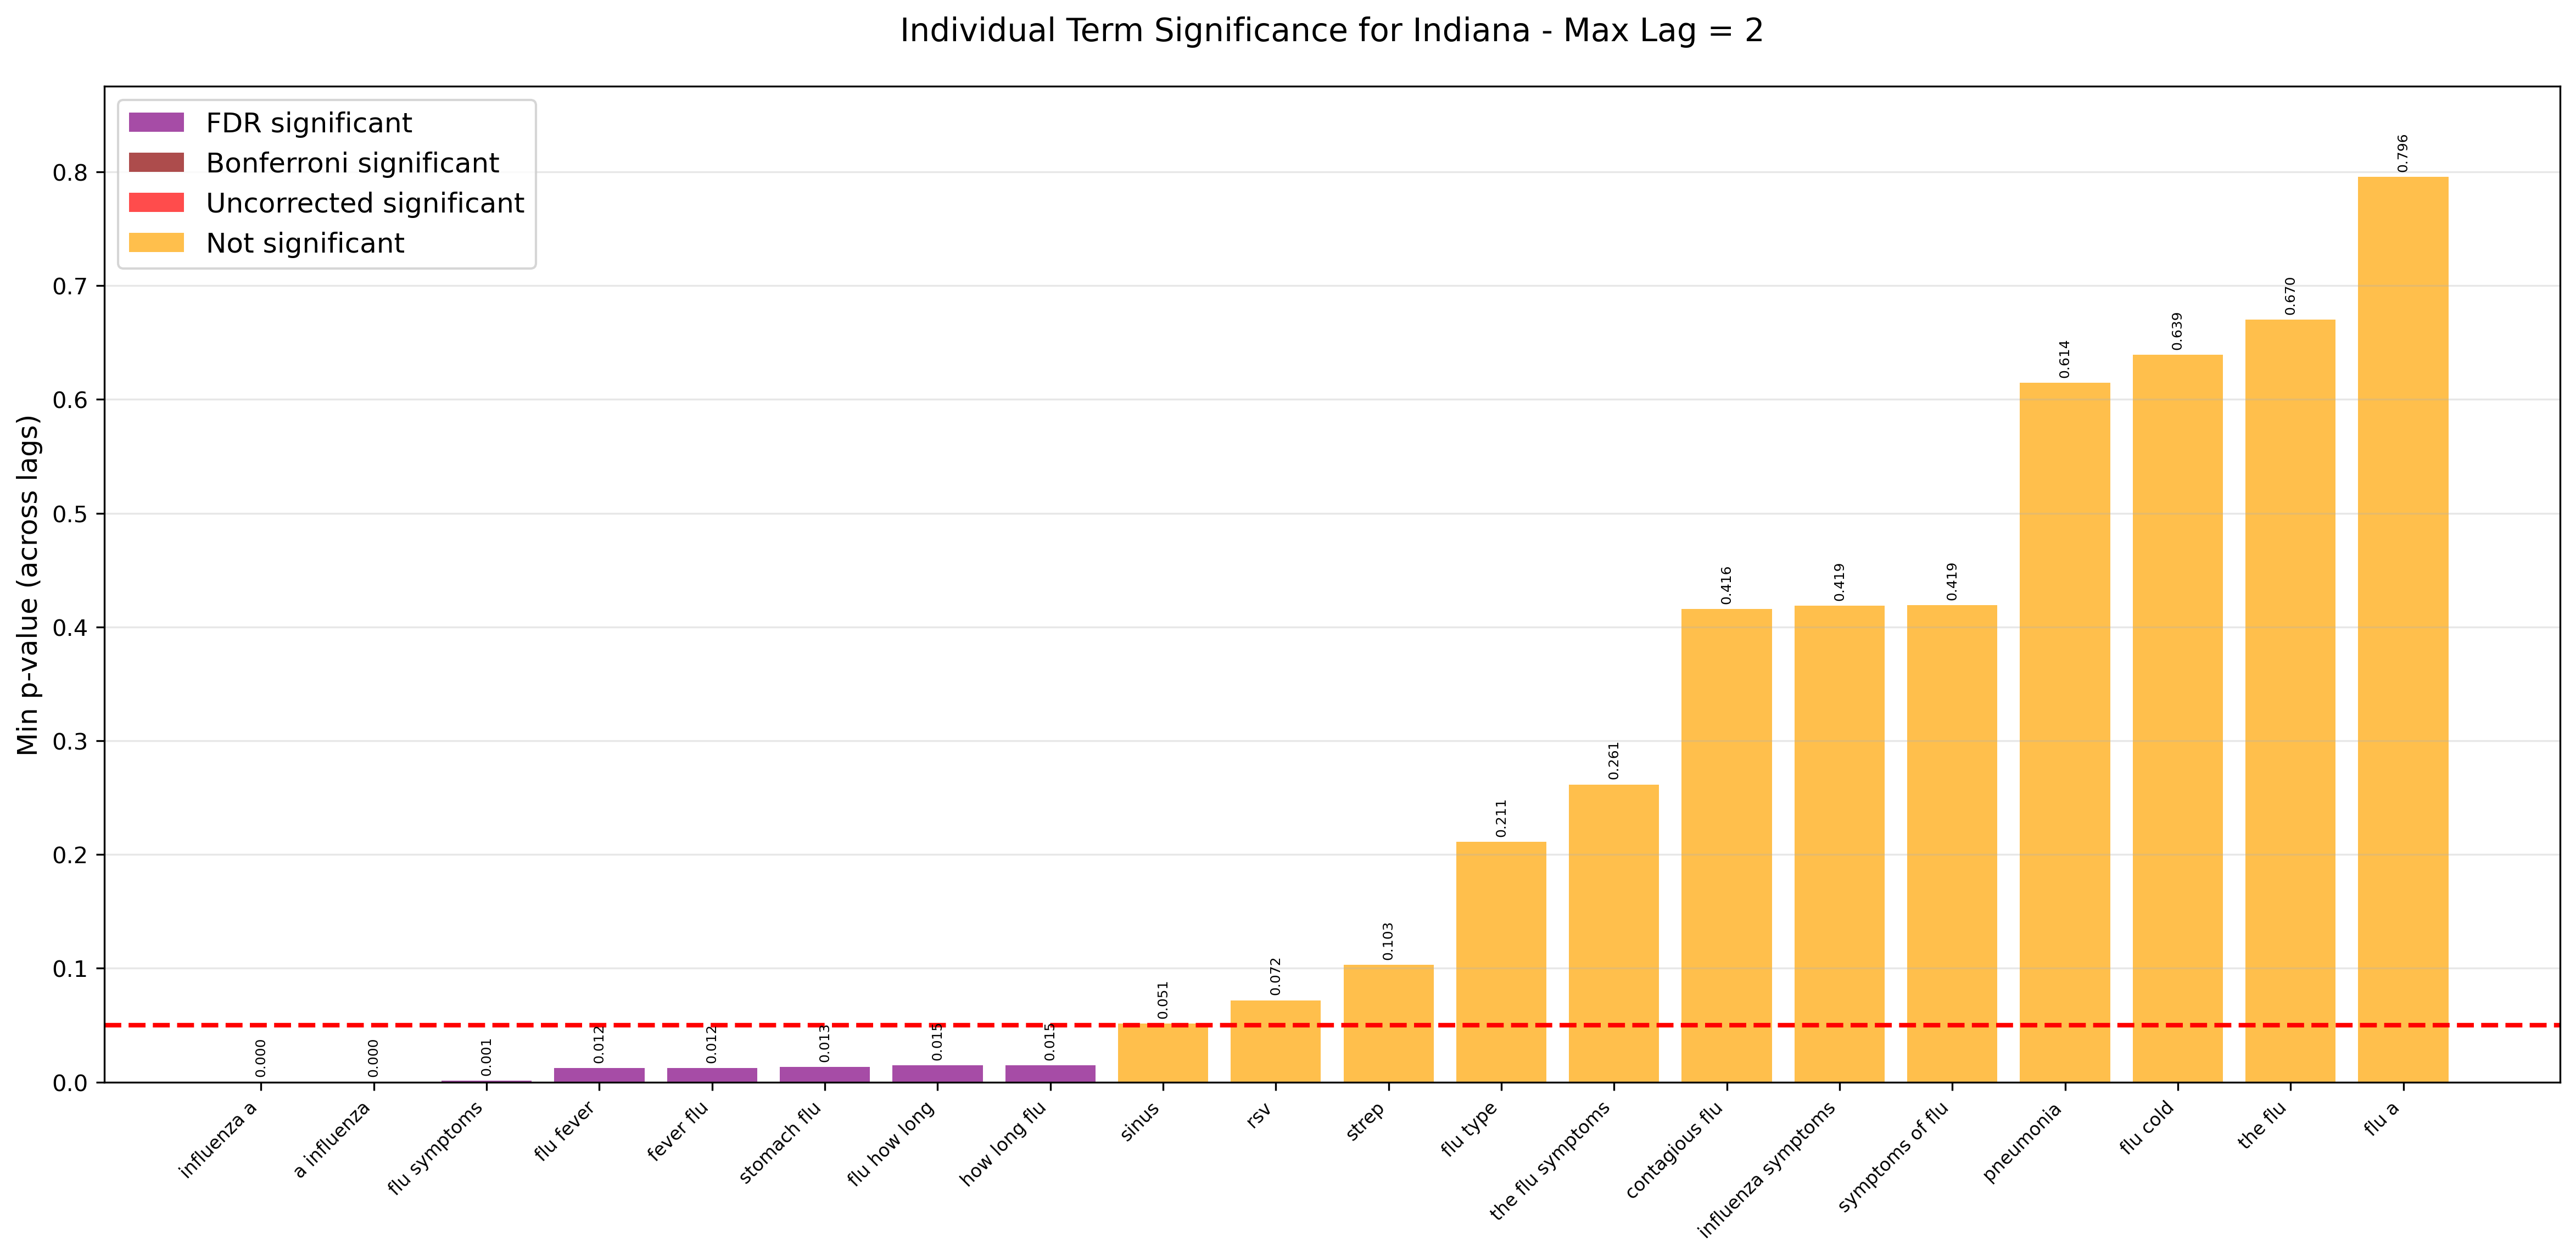 Individual Term Significance for Indiana - Max Lag = 2
FDR significant
Bonferroni significant
Uncorrected significant
Not significant
Min p-value (across lags)
0.8
0.7
0.6
0.5
0.4
0.3
0.2
0.1
0.0
0.000
0.000
0.001
0.012
0.012
0.013
0.015
0.015
0.051
0.072
0.103
0.211
0.261
0.416
0.419
0.419
0.614
0.639
0.670
0.796
influenza a
a influenza
flu symptoms
flu fever
fever flu
stomach flu
flu how long
how long flu
sinus
rsv
strep
flu type
the flu symptoms
contagious flu
influenza symptoms
symptoms of flu
pneumonia
flu cold
the flu
flu a